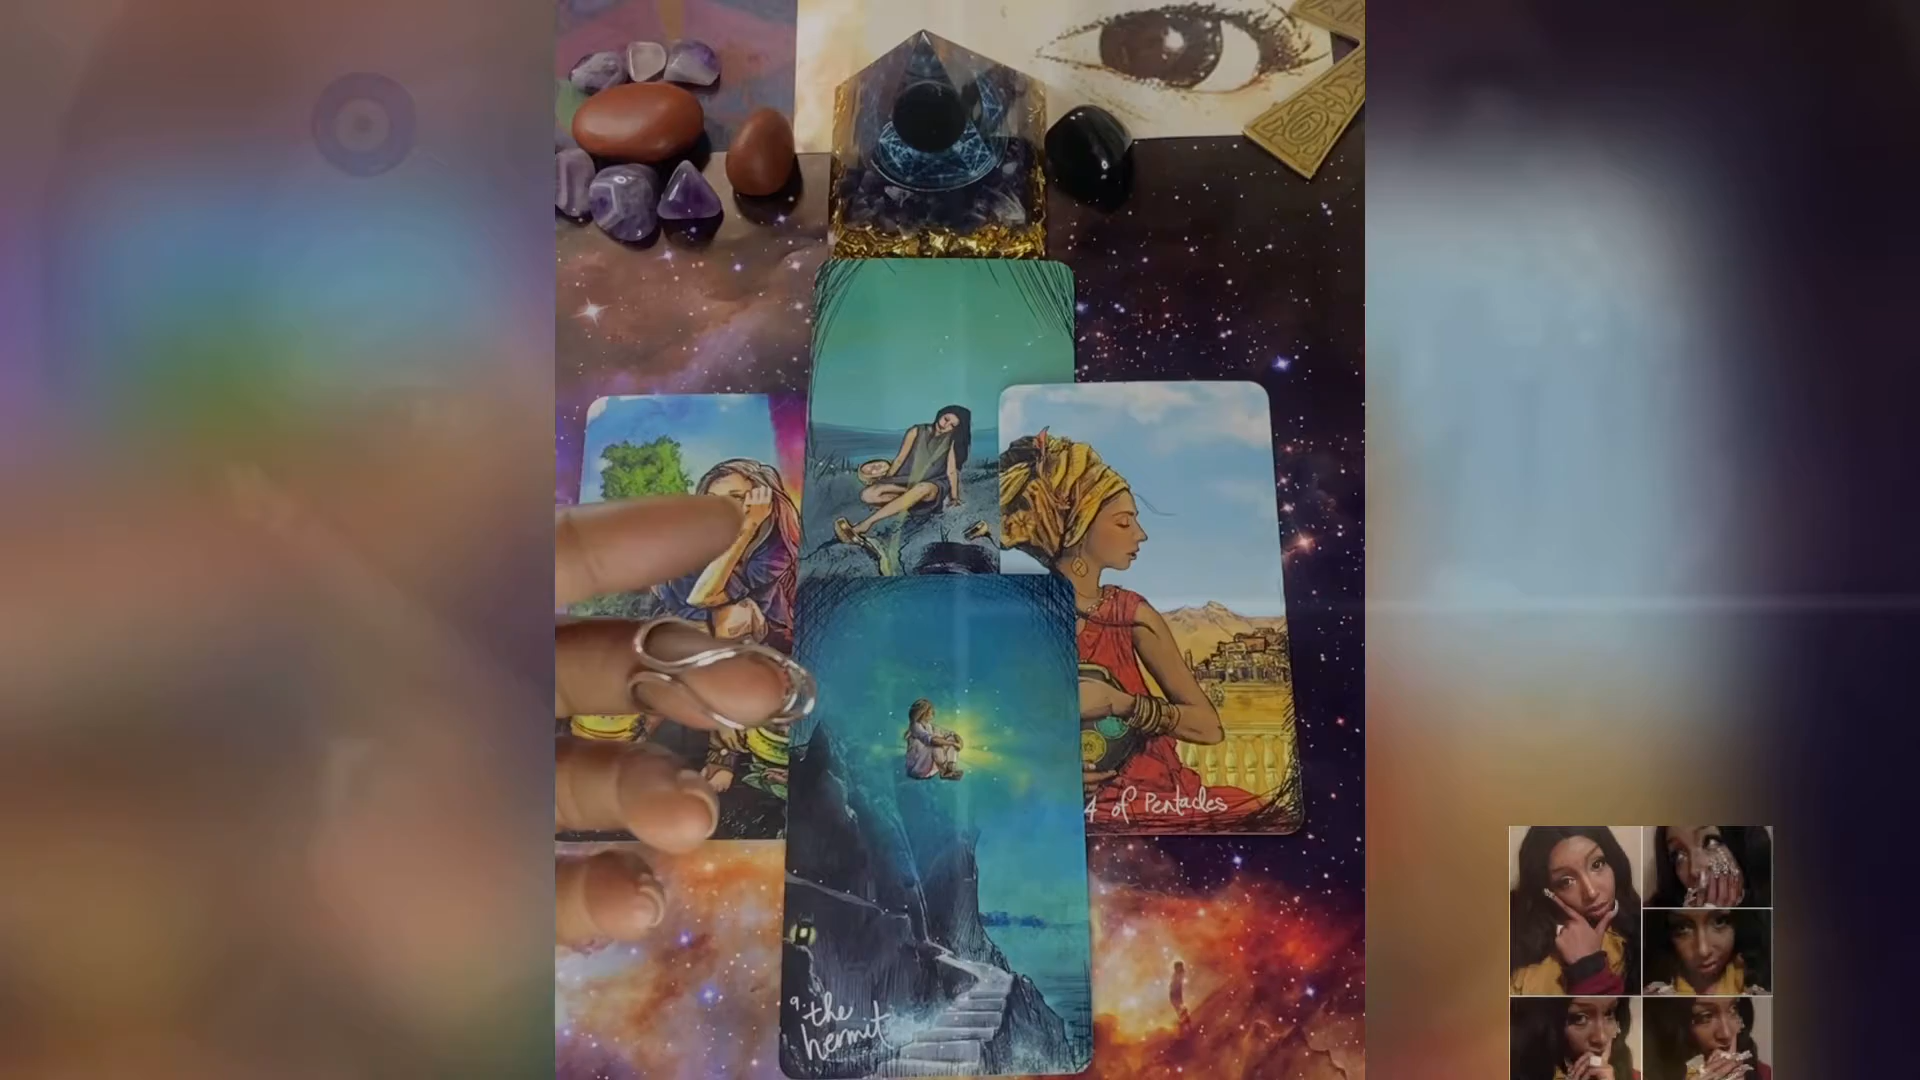 4 of Pentacles
9. the
hermit